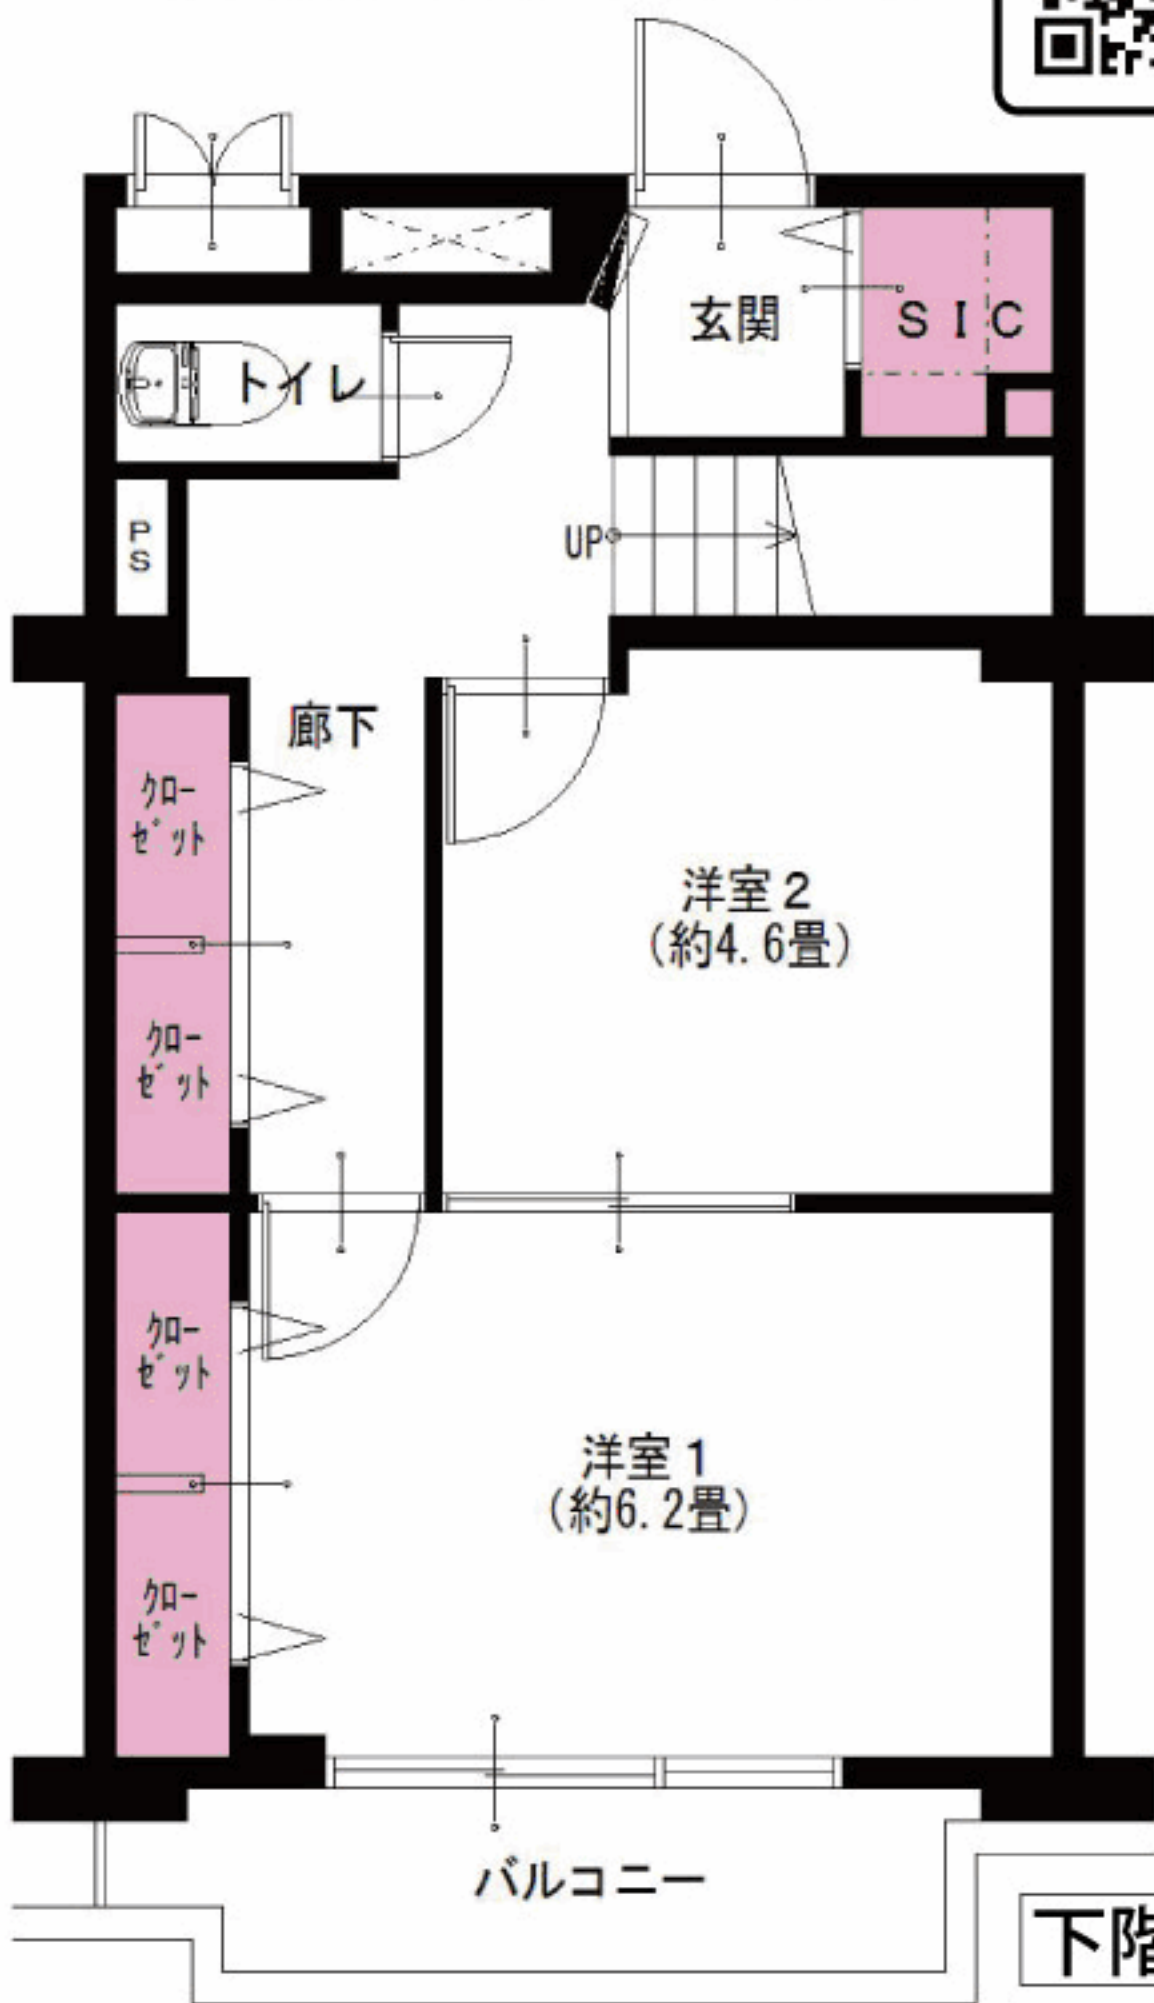 玄関
ＳＩＣ
トイレ
PS
UP
廊下
ｸﾛｰ
ｾﾞｯﾄ
洋室２
(約4.6畳)
ｸﾛｰ
ｾﾞｯﾄ
ｸﾛｰ
ｾﾞｯﾄ
洋室１
(約6.2畳)
ｸﾛｰ
ｾﾞｯﾄ
バルコニー
下階